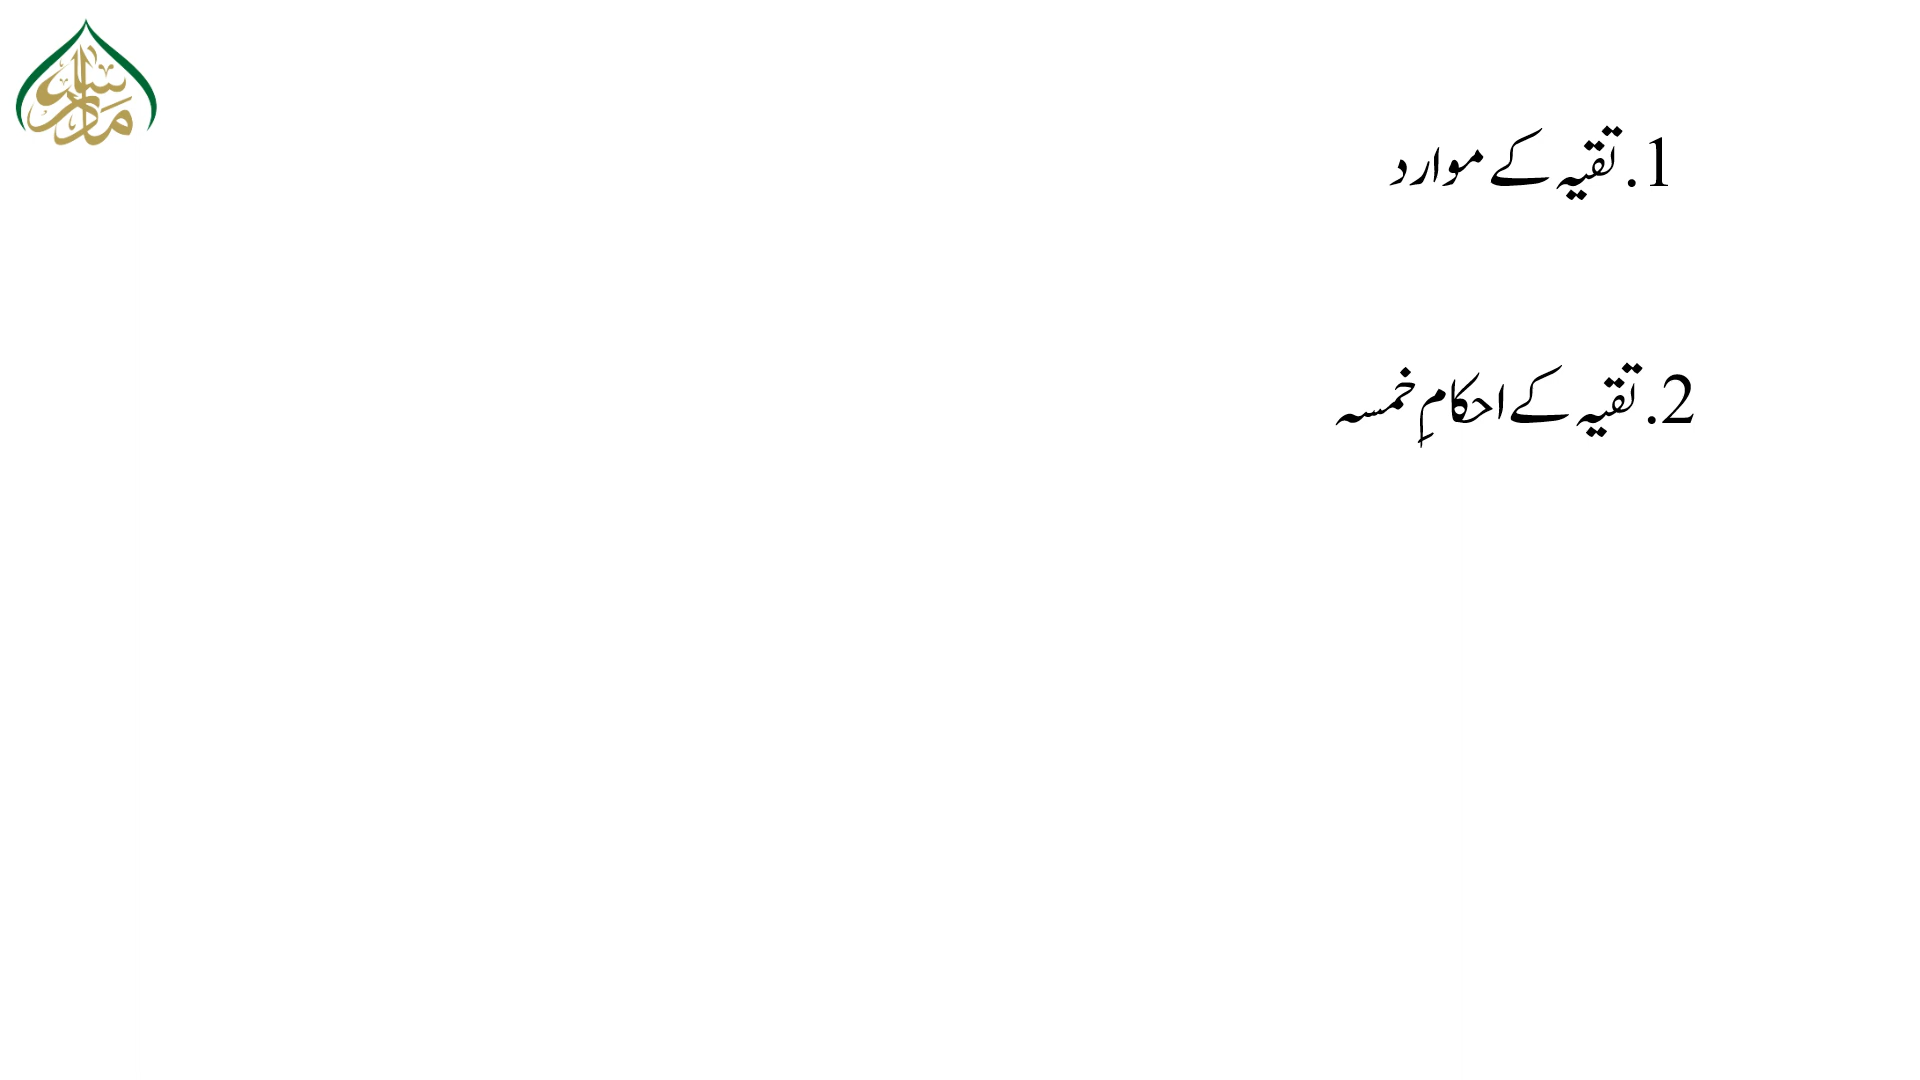 1. تقیہ کے موارد
2. تقیہ کے احکامِ خمسہ